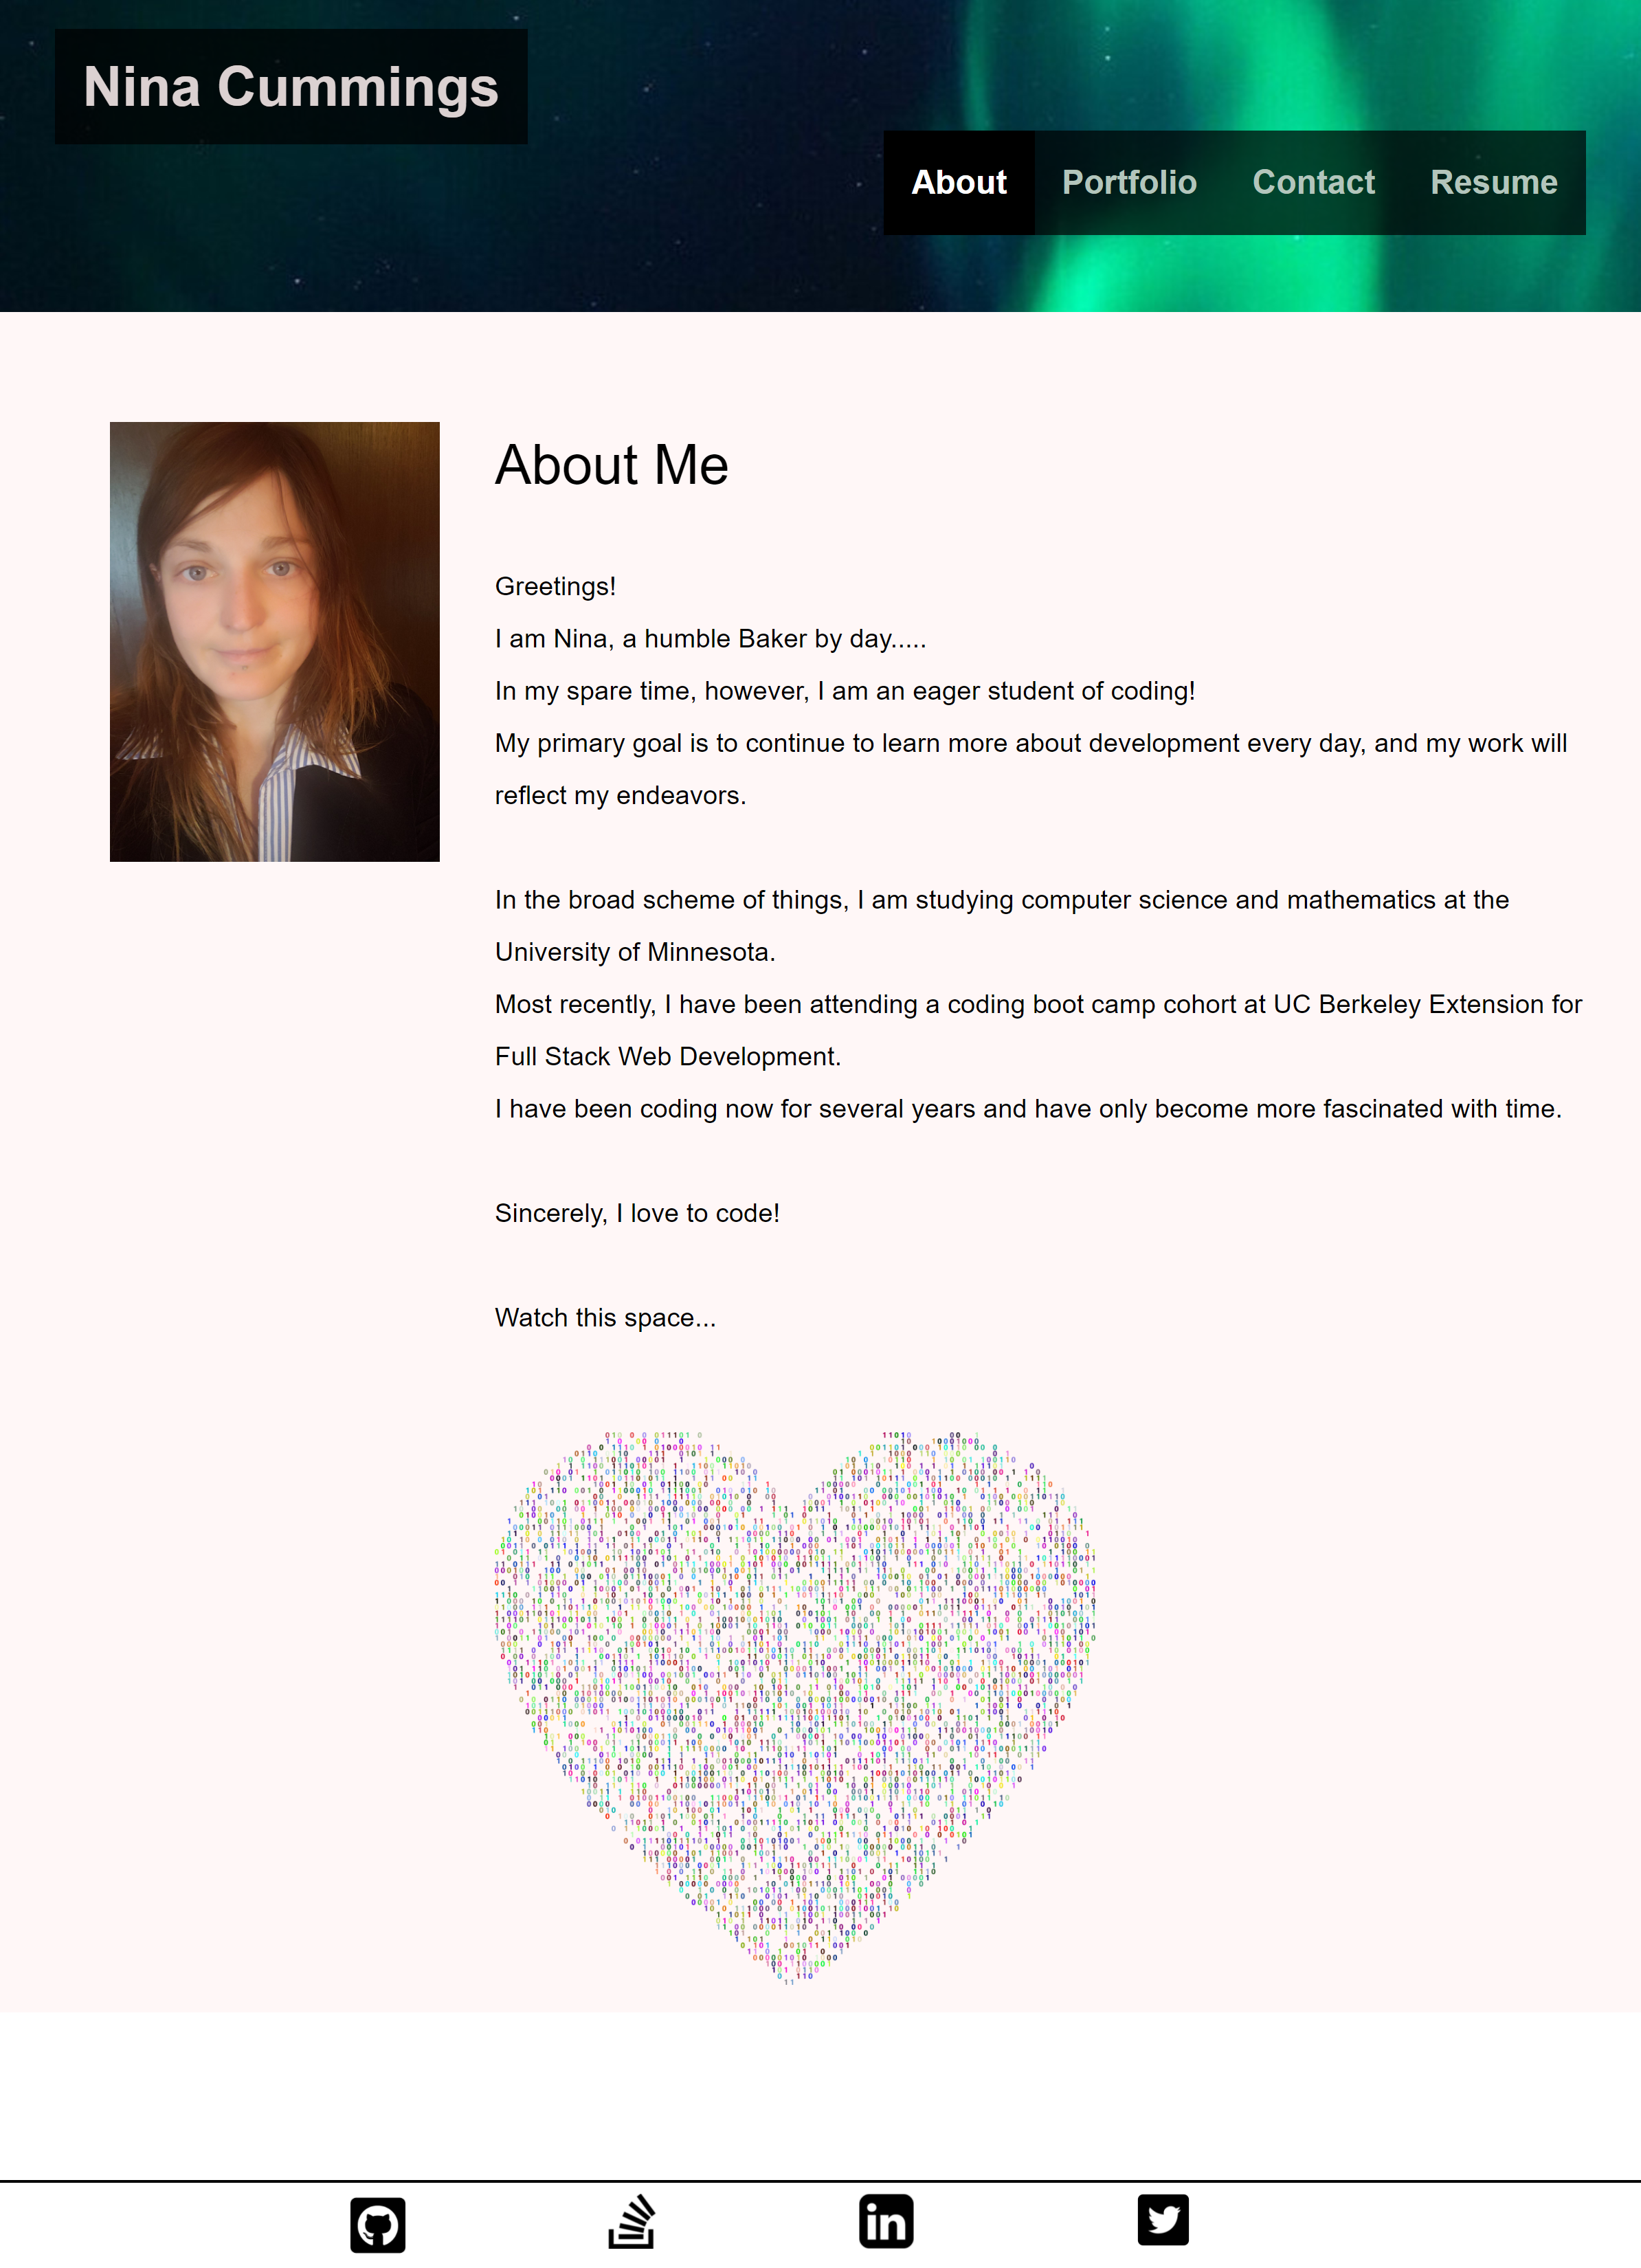 Nina Cummings
About Portfolio Contact Resume
About Me
Greetings!
I am Nina, a humble Baker by day.....
In my spare time, however, I am an eager student of coding!
My primary goal is to continue to learn more about development every day, and my work will
reflect my endeavors.
In the broad scheme of things, I am studying computer science and mathematics at the
University of Minnesota.
Most recently, I have been attending a coding boot camp cohort at UC Berkeley Extension for
Full Stack Web Development.
I have been coding now for several years and have only become more fascinated with time.
Sincerely, I love to code!
Watch this space...
in